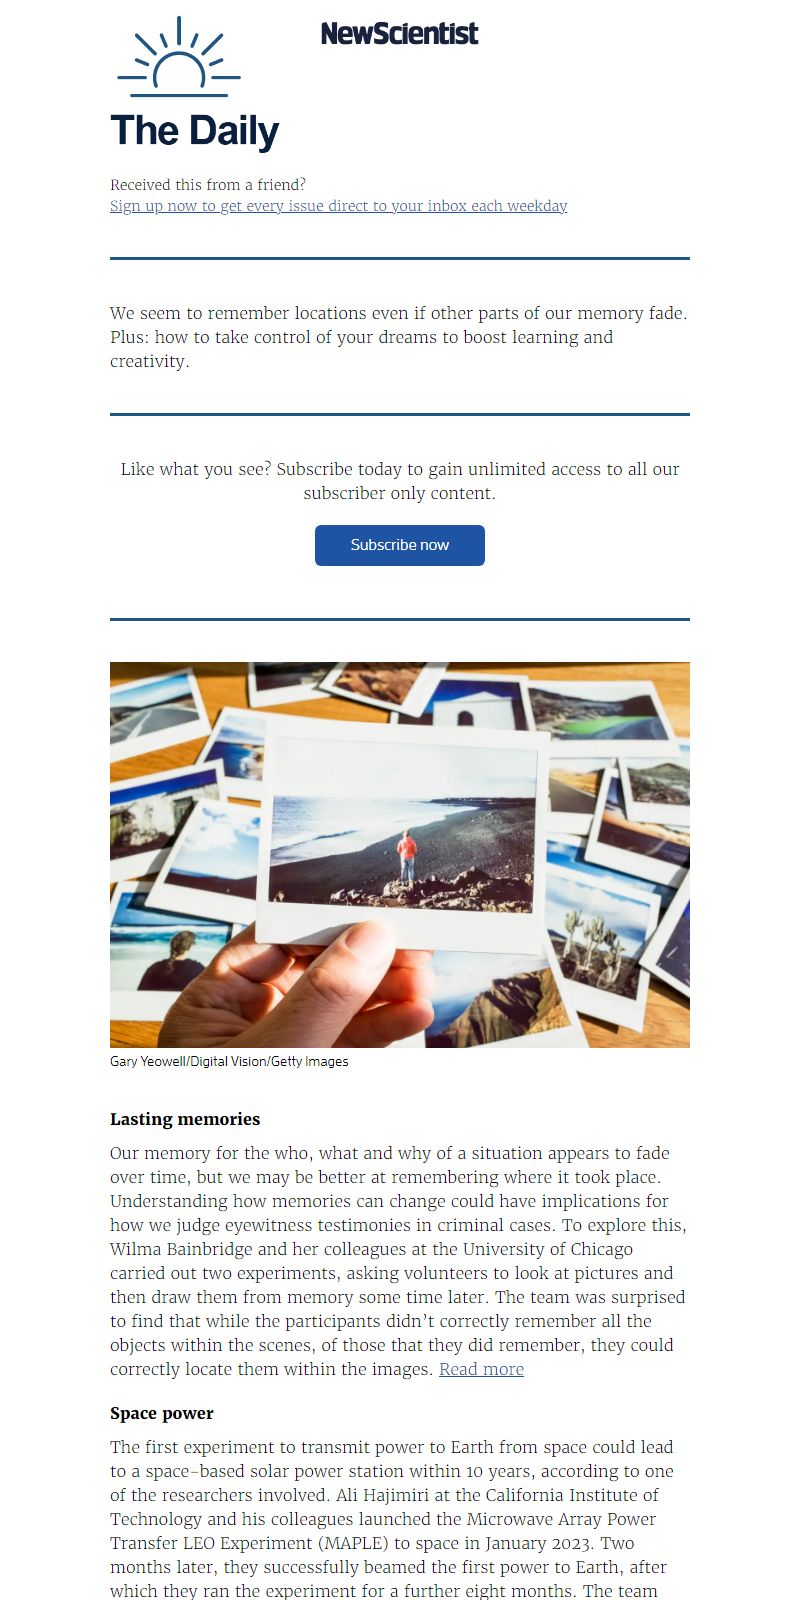 NewScientist
The Daily
Received this from a friend?
Sign up now to get every issue direct to your inbox each weekday
We seem to remember locations even if other parts of our memory fade.
Plus: how to take control of your dreams to boost learning and
creativity.
Like what you see? Subscribe today to gain unlimited access to all our
subscriber only content.
Subscribe now
Gary Yeowell/Digital Vision/Getty Images
Lasting memories
Our memory for the who, what and why of a situation appears to fade
over time, but we may be better at remembering where it took place.
Understanding how memories can change could have implications for
how we judge eyewitness testimonies in criminal cases. To explore this,
Wilma Bainbridge and her colleagues at the University of Chicago
carried out two experiments, asking volunteers to look at pictures and
then draw them from memory some time later. The team was surprised
to find that while the participants didn’t correctly remember all the
objects within the scenes, of those that they did remember, they could
correctly locate them within the images. Read more
Space power
The first experiment to transmit power to Earth from space could lead
to a space-based solar power station within 10 years, according to one
of the researchers involved. Ali Hajimiri at the California Institute of
Technology and his colleagues launched the Microwave Array Power
Transfer LEO Experiment (MAPLE) to space in January 2023. Two
months later, they successfully beamed the first power to Earth, after
which they ran the experiment for a further eight months. The team